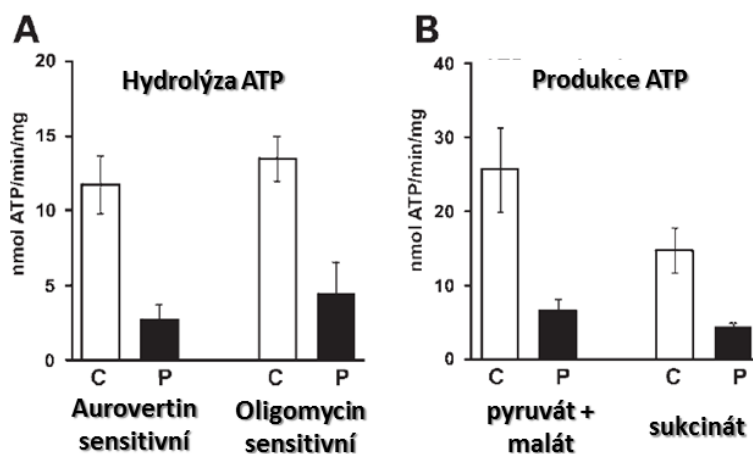 A
Hydrolýza ATP
nmol ATP/min/mg
20
15
10
5
0
C P C P
Aurovertin
sensitivní
Oligomycin
sensitivní
B
Produkce ATP
nmol ATP/min/mg
40
30
20
10
0
C P C P
pyruvát +
malát
sukcinát